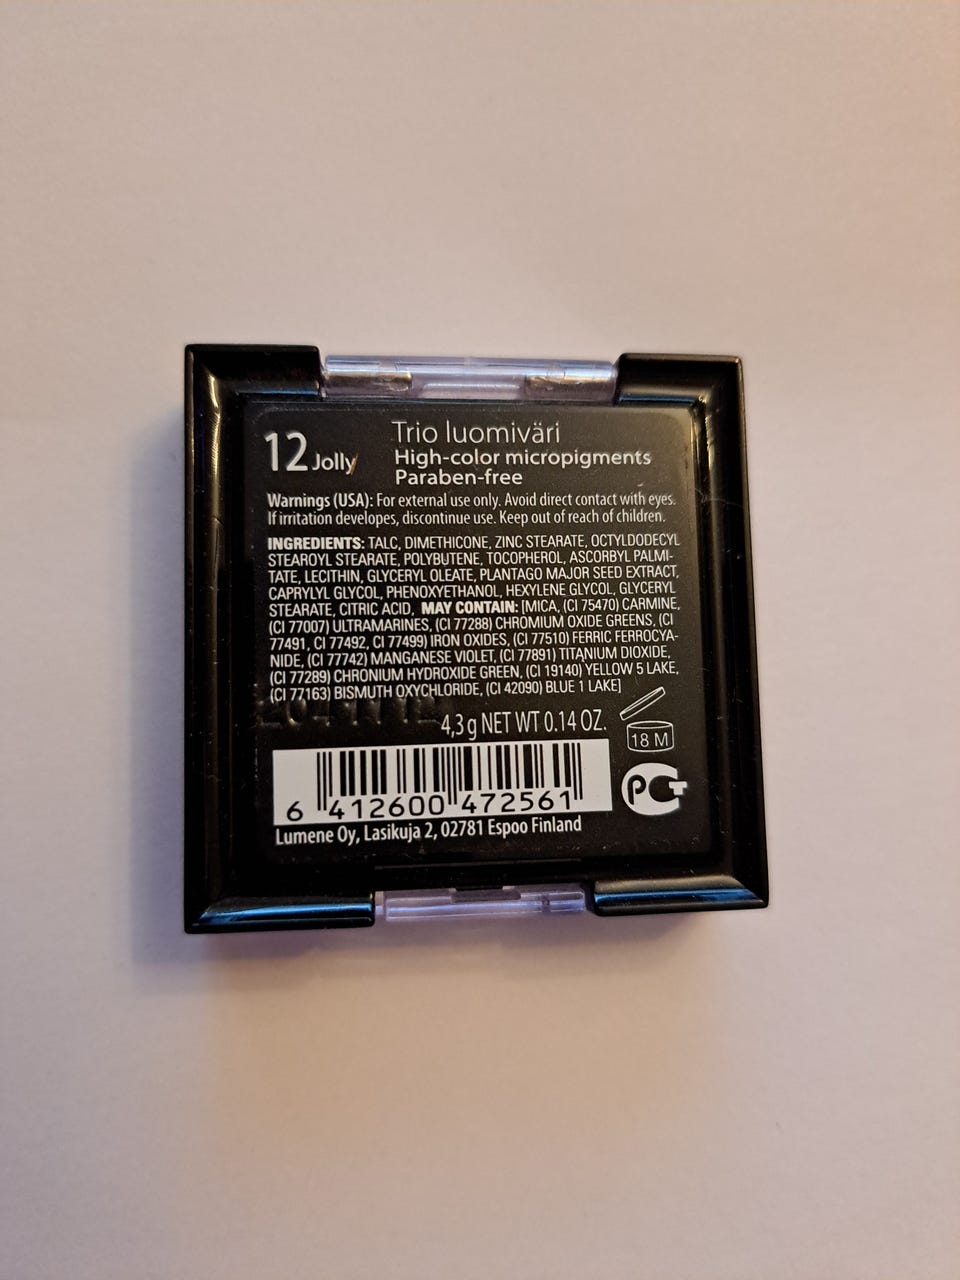 12 Jolly
Trio luomiväri
High-color micropigments
Paraben-free
Warnings (USA): For external use only. Avoid direct contact with eyes.
If irritation developes, discontinue use. Keep out of reach of children.
INGREDIENTS: TALC, DIMETHICONE, ZINC STEARATE, OCTYLDODECYL
STEAROYL STEARATE, POLYBUTENE, TOCOPHEROL, ASCORBYL PALMI-
TATE, LECITHIN, GLYCERYL OLEATE, PLANTAGO MAJOR SEED EXTRACT,
CAPRYLYL GLYCOL, PHENOXYETHANOL, HEXYLENE GLYCOL, GLYCERYL
STEARATE, CITRIC ACID, MAY CONTAIN: [MICA, (CI 75470) CARMINE,
(CI 77007) ULTRAMARINES, (CI 77288) CHROMIUM OXIDE GREENS, (CI
77491, CI 77492, CI 77499) IRON OXIDES, (CI 77510) FERRIC FERROCYA-
NIDE, (CI 77742) MANGANESE VIOLET, (CI 77891) TITANIUM DIOXIDE,
(CI 77289) CHRONIUM HYDROXIDE GREEN, (CI 19140) YELLOW 5 LAKE,
(CI 77163) BISMUTH OXYCHLORIDE, (CI 42090) BLUE 1 LAKE]
4,3 g NET WT 0.14 OZ.
18 M
6 412600 472561
Lumene Oy, Lasikuja 2, 02781 Espoo Finland